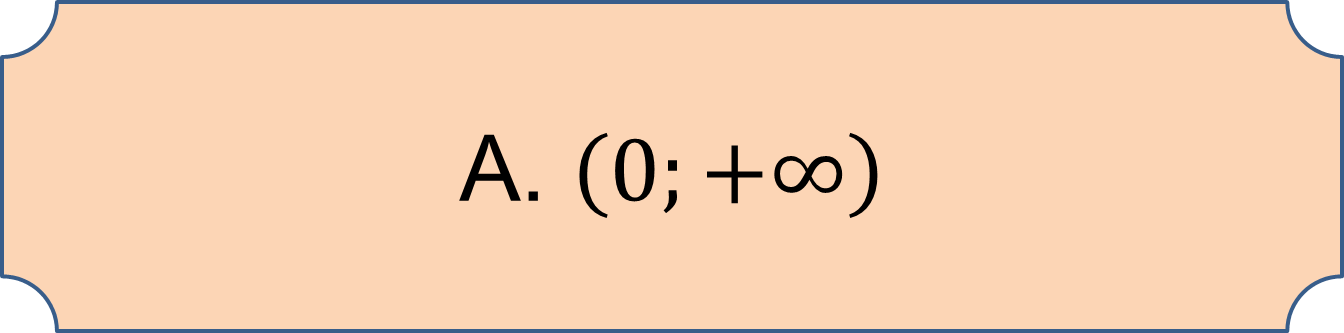 A. (0; +∞)